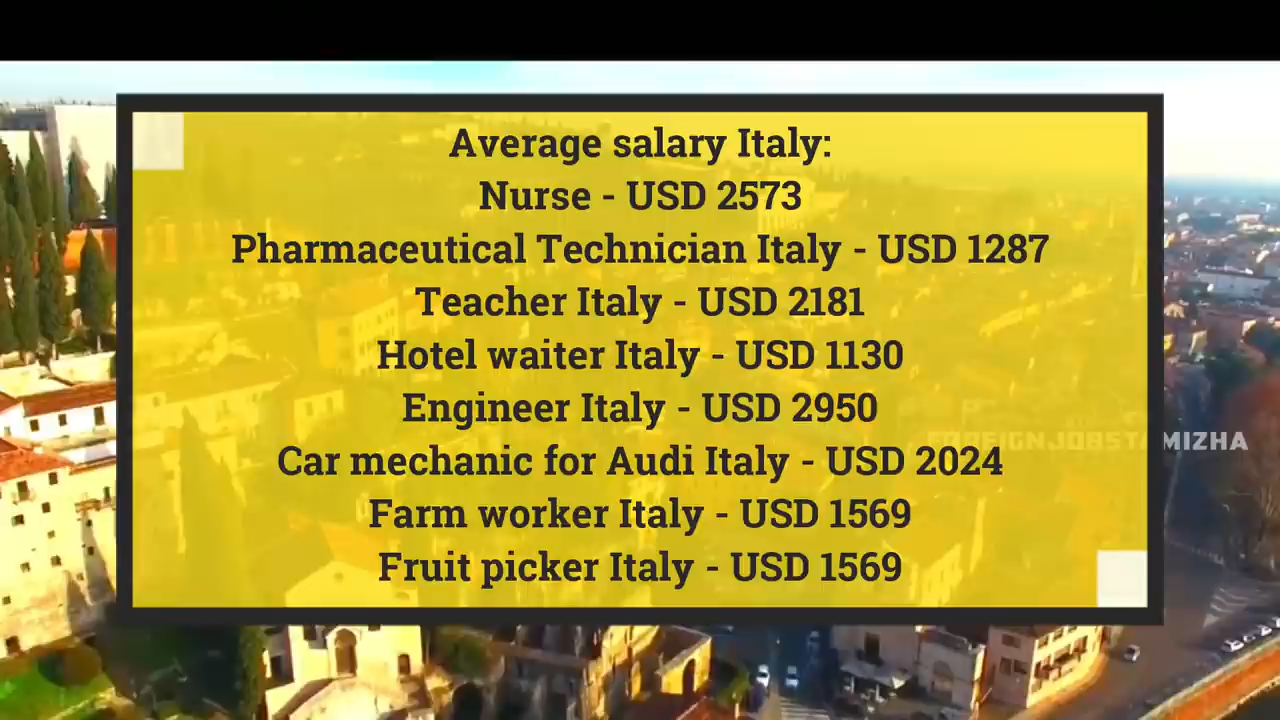 Average salary Italy:
Nurse - USD 2573
Pharmaceutical Technician Italy - USD 1287
Teacher Italy - USD 2181
Hotel waiter Italy - USD 1130
Engineer Italy - USD 2950
FOREIGNJOBSTAMIZHA
Car mechanic for Audi Italy - USD 2024
Farm worker Italy - USD 1569
Fruit picker Italy - USD 1569